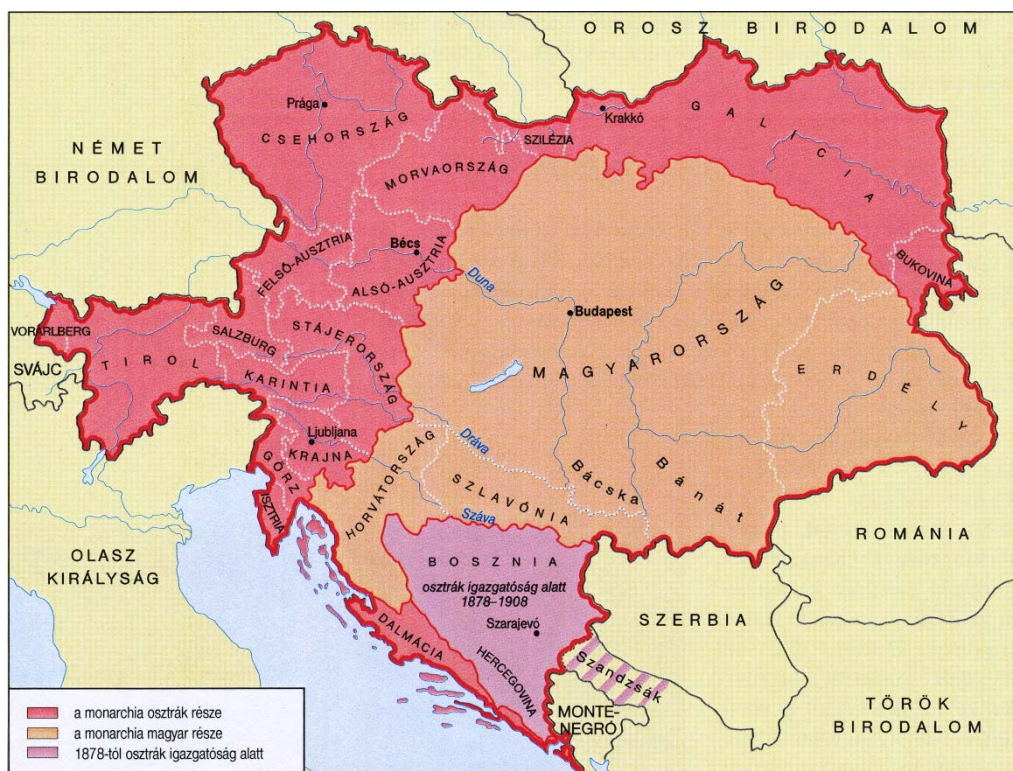 OROSZ BIRODALOM
Prága
CSEHORSZÁG
Krakkó
GALÍCIA
SZILÉZIA
NÉMET
BIRODALOM
MORVAORSZÁG
Bécs
FELSŐ-AUSZTRIA
ALSÓ-AUSZTRIA
BUKOVINA
Duna
Budapest
VORARLBERG
SALZBURG
STÁJERORSZÁG
MAGYARORSZÁG
SVÁJC
TIROL
KARINTIA
ERDÉLY
Ljubljana
KRAJNA
GÖRZ
ISZTRIA
HORVÁTORSZÁG
Dráva
SZLAVÓNIA
Bácska
Bánát
Száva
OLASZ
KIRÁLYSÁG
ROMÁNIA
BOSZNIA
osztrák igazgatóság alatt
1878–1908
Szarajevó
SZERBIA
DALMÁCIA
HERCEGOVINA
Szandzsák
MONTE-
NEGRÓ
TÖRÖK
BIRODALOM
a monarchia osztrák része
a monarchia magyar része
1878-tól osztrák igazgatóság alatt